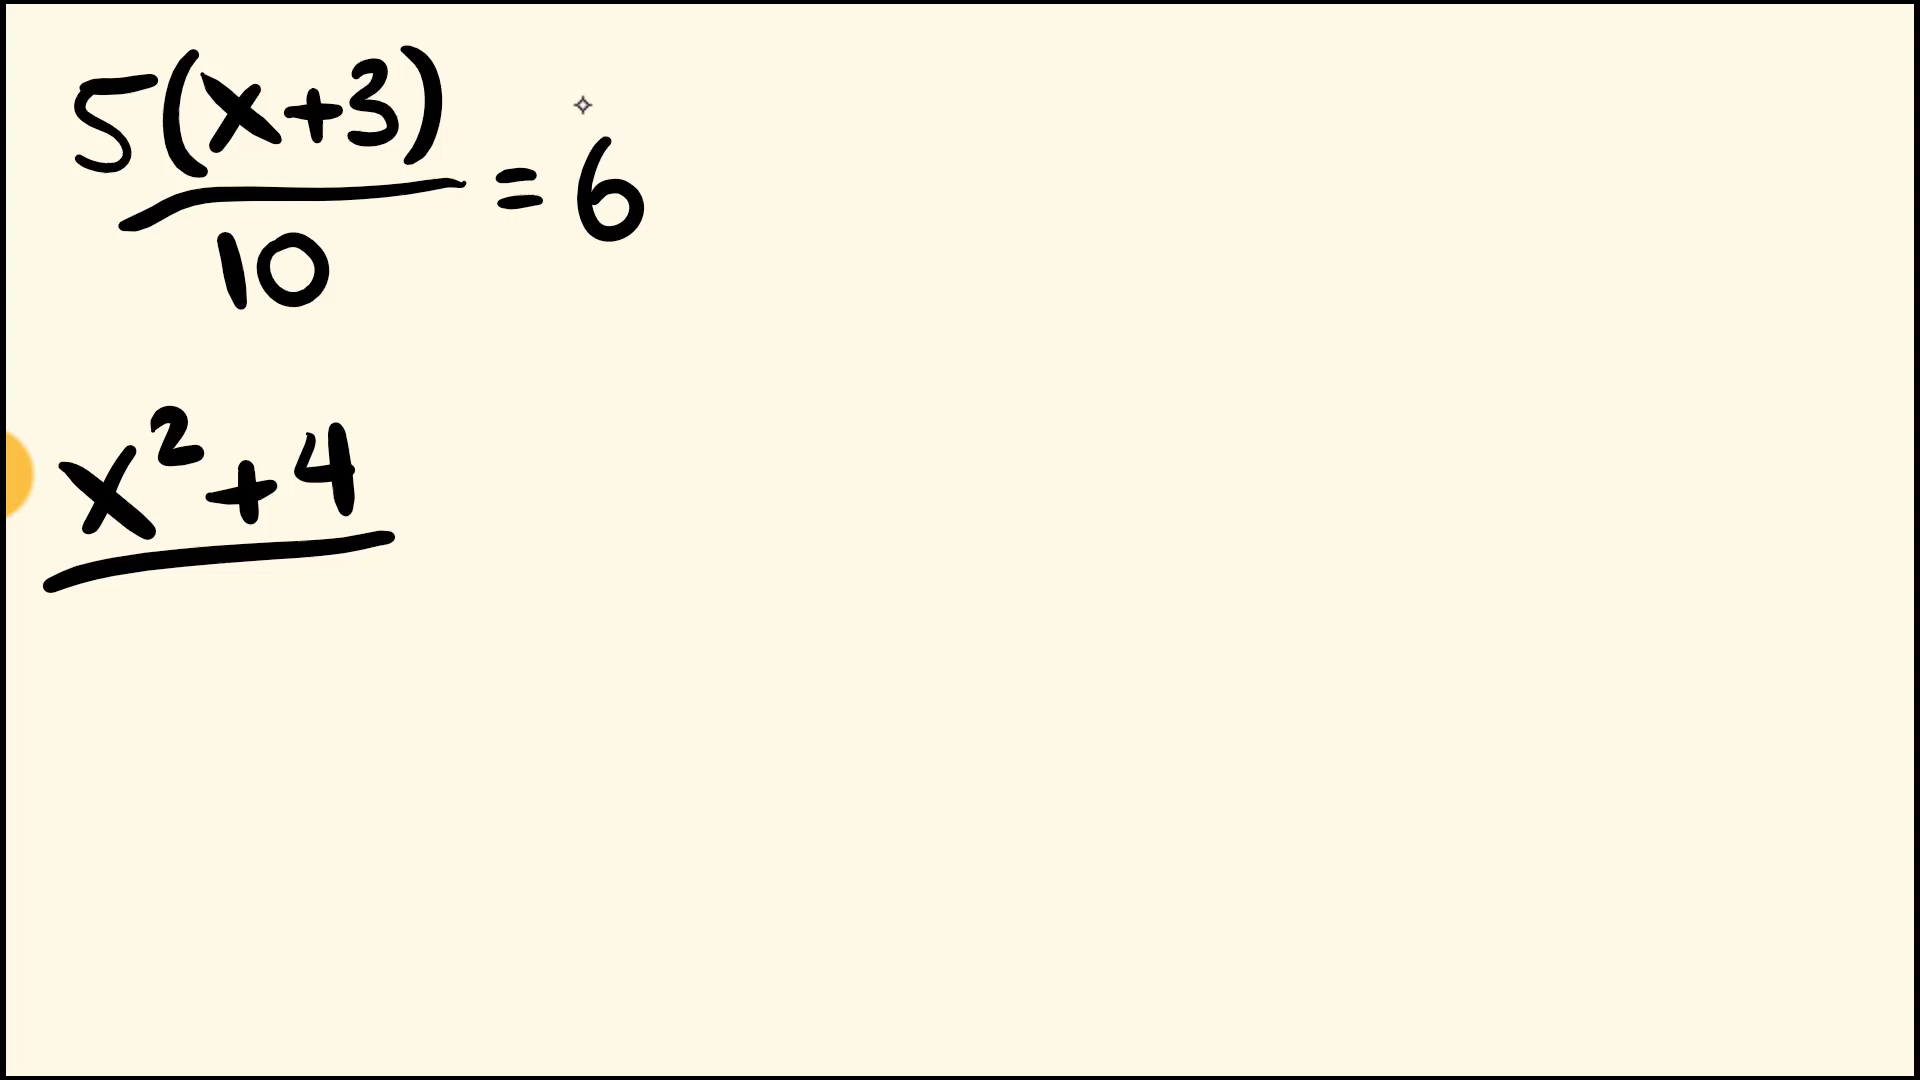 5(x+3)
= 6
10
x²+4